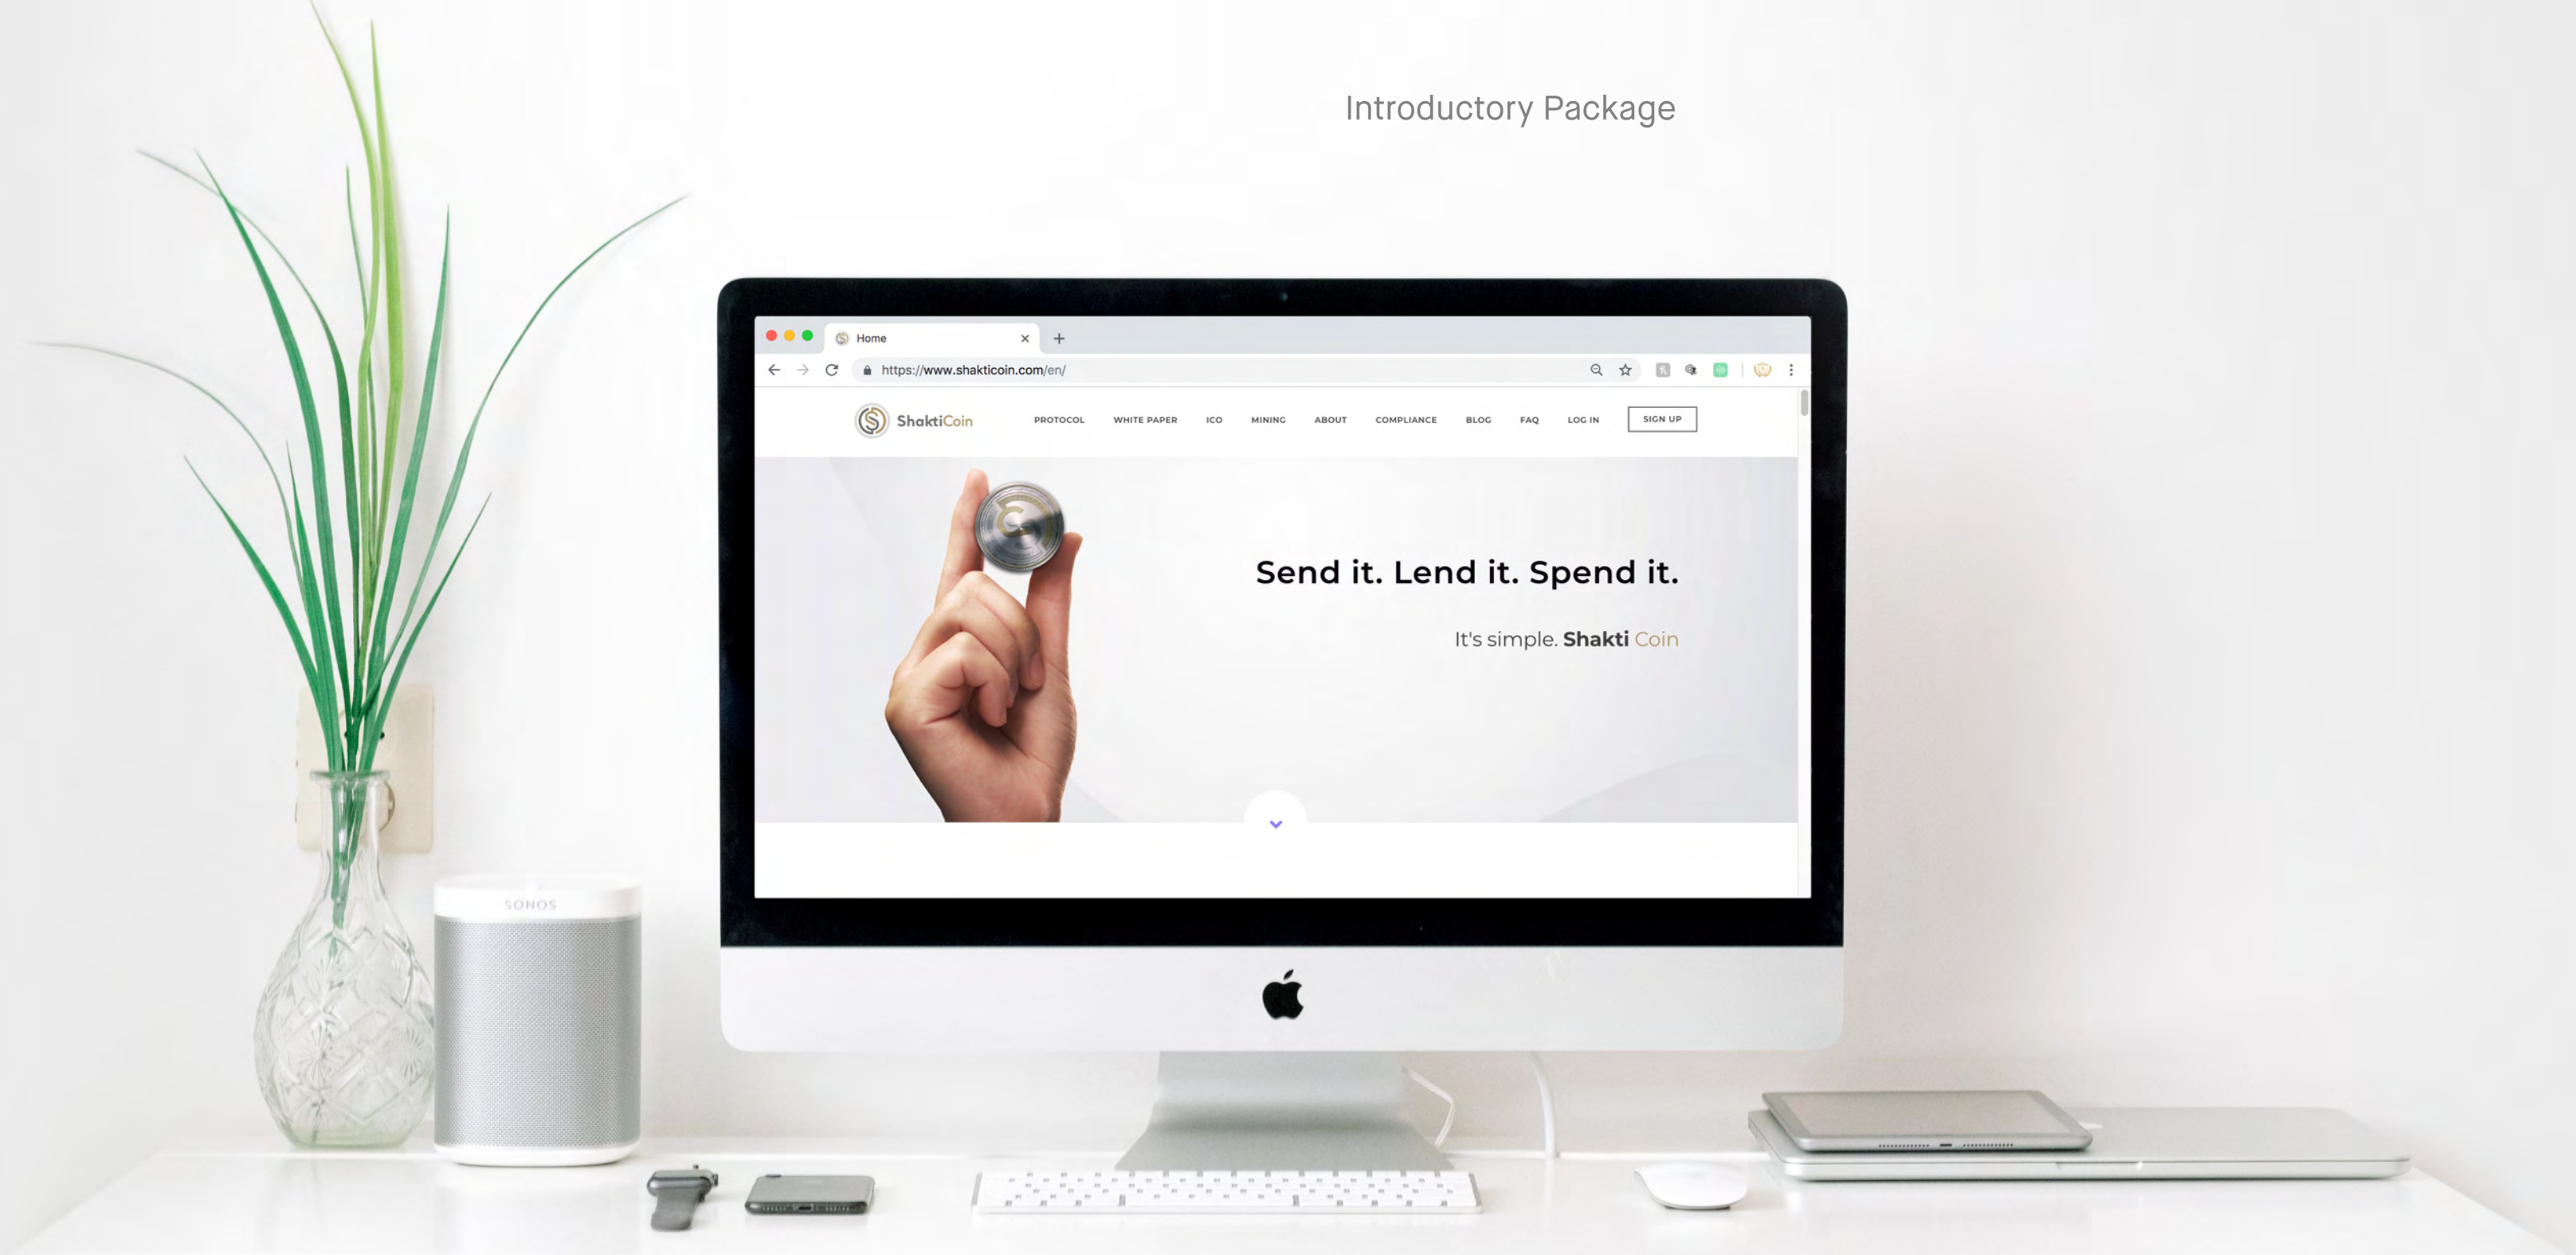 Introductory Package
Home
https://www.shakticoin.com/en/
ShaktiCoin
PROTOCOL WHITE PAPER ICO MINING ABOUT COMPLIANCE BLOG FAQ LOG IN SIGN UP
Send it. Lend it. Spend it.
It's simple. Shakti Coin
SONOS